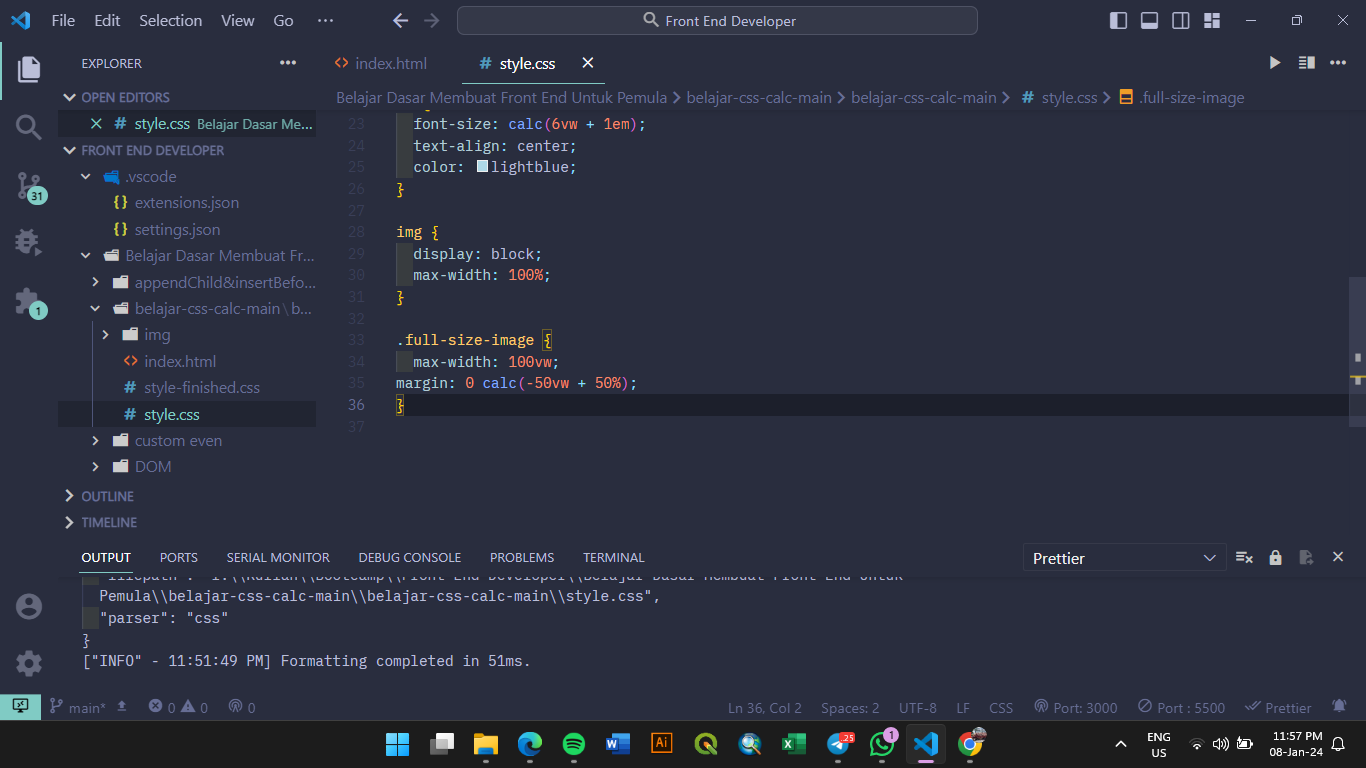 File Edit Selection View Go ···
Front End Developer
EXPLORER ···
OPEN EDITORS
style.css Belajar Dasar Me...
FRONT END DEVELOPER
.vscode
{} extensions.json
{} settings.json
Belajar Dasar Membuat Fr...
appendChild&insertBefo...
belajar-css-calc-main\b...
img
<> index.html
# style-finished.css
# style.css
custom even
DOM
OUTLINE
TIMELINE
31
1
<> index.html
# style.css
Belajar Dasar Membuat Front End Untuk Pemula > belajar-css-calc-main > belajar-css-calc-main > # style.css > .full-size-image
23 font-size: calc(6vw + 1em);
24 text-align: center;
25 color: lightblue;
26 }
27
28 img {
29 display: block;
30 max-width: 100%;
31 }
32
33 .full-size-image {
34 max-width: 100vw;
35 margin: 0 calc(-50vw + 50%);
36 }
37
OUTPUT PORTS SERIAL MONITOR DEBUG CONSOLE PROBLEMS TERMINAL
Prettier
Pemula\\belajar-css-calc-main\\belajar-css-calc-main\\style.css",
"parser": "css"
}
["INFO" - 11:51:49 PM] Formatting completed in 51ms.
main* 0 0 0
Ln 36, Col 2 Spaces: 2 UTF-8 LF CSS Port: 3000 Port : 5500 Prettier
W Ai X 25 1
ENG
US
11:57 PM
08-Jan-24